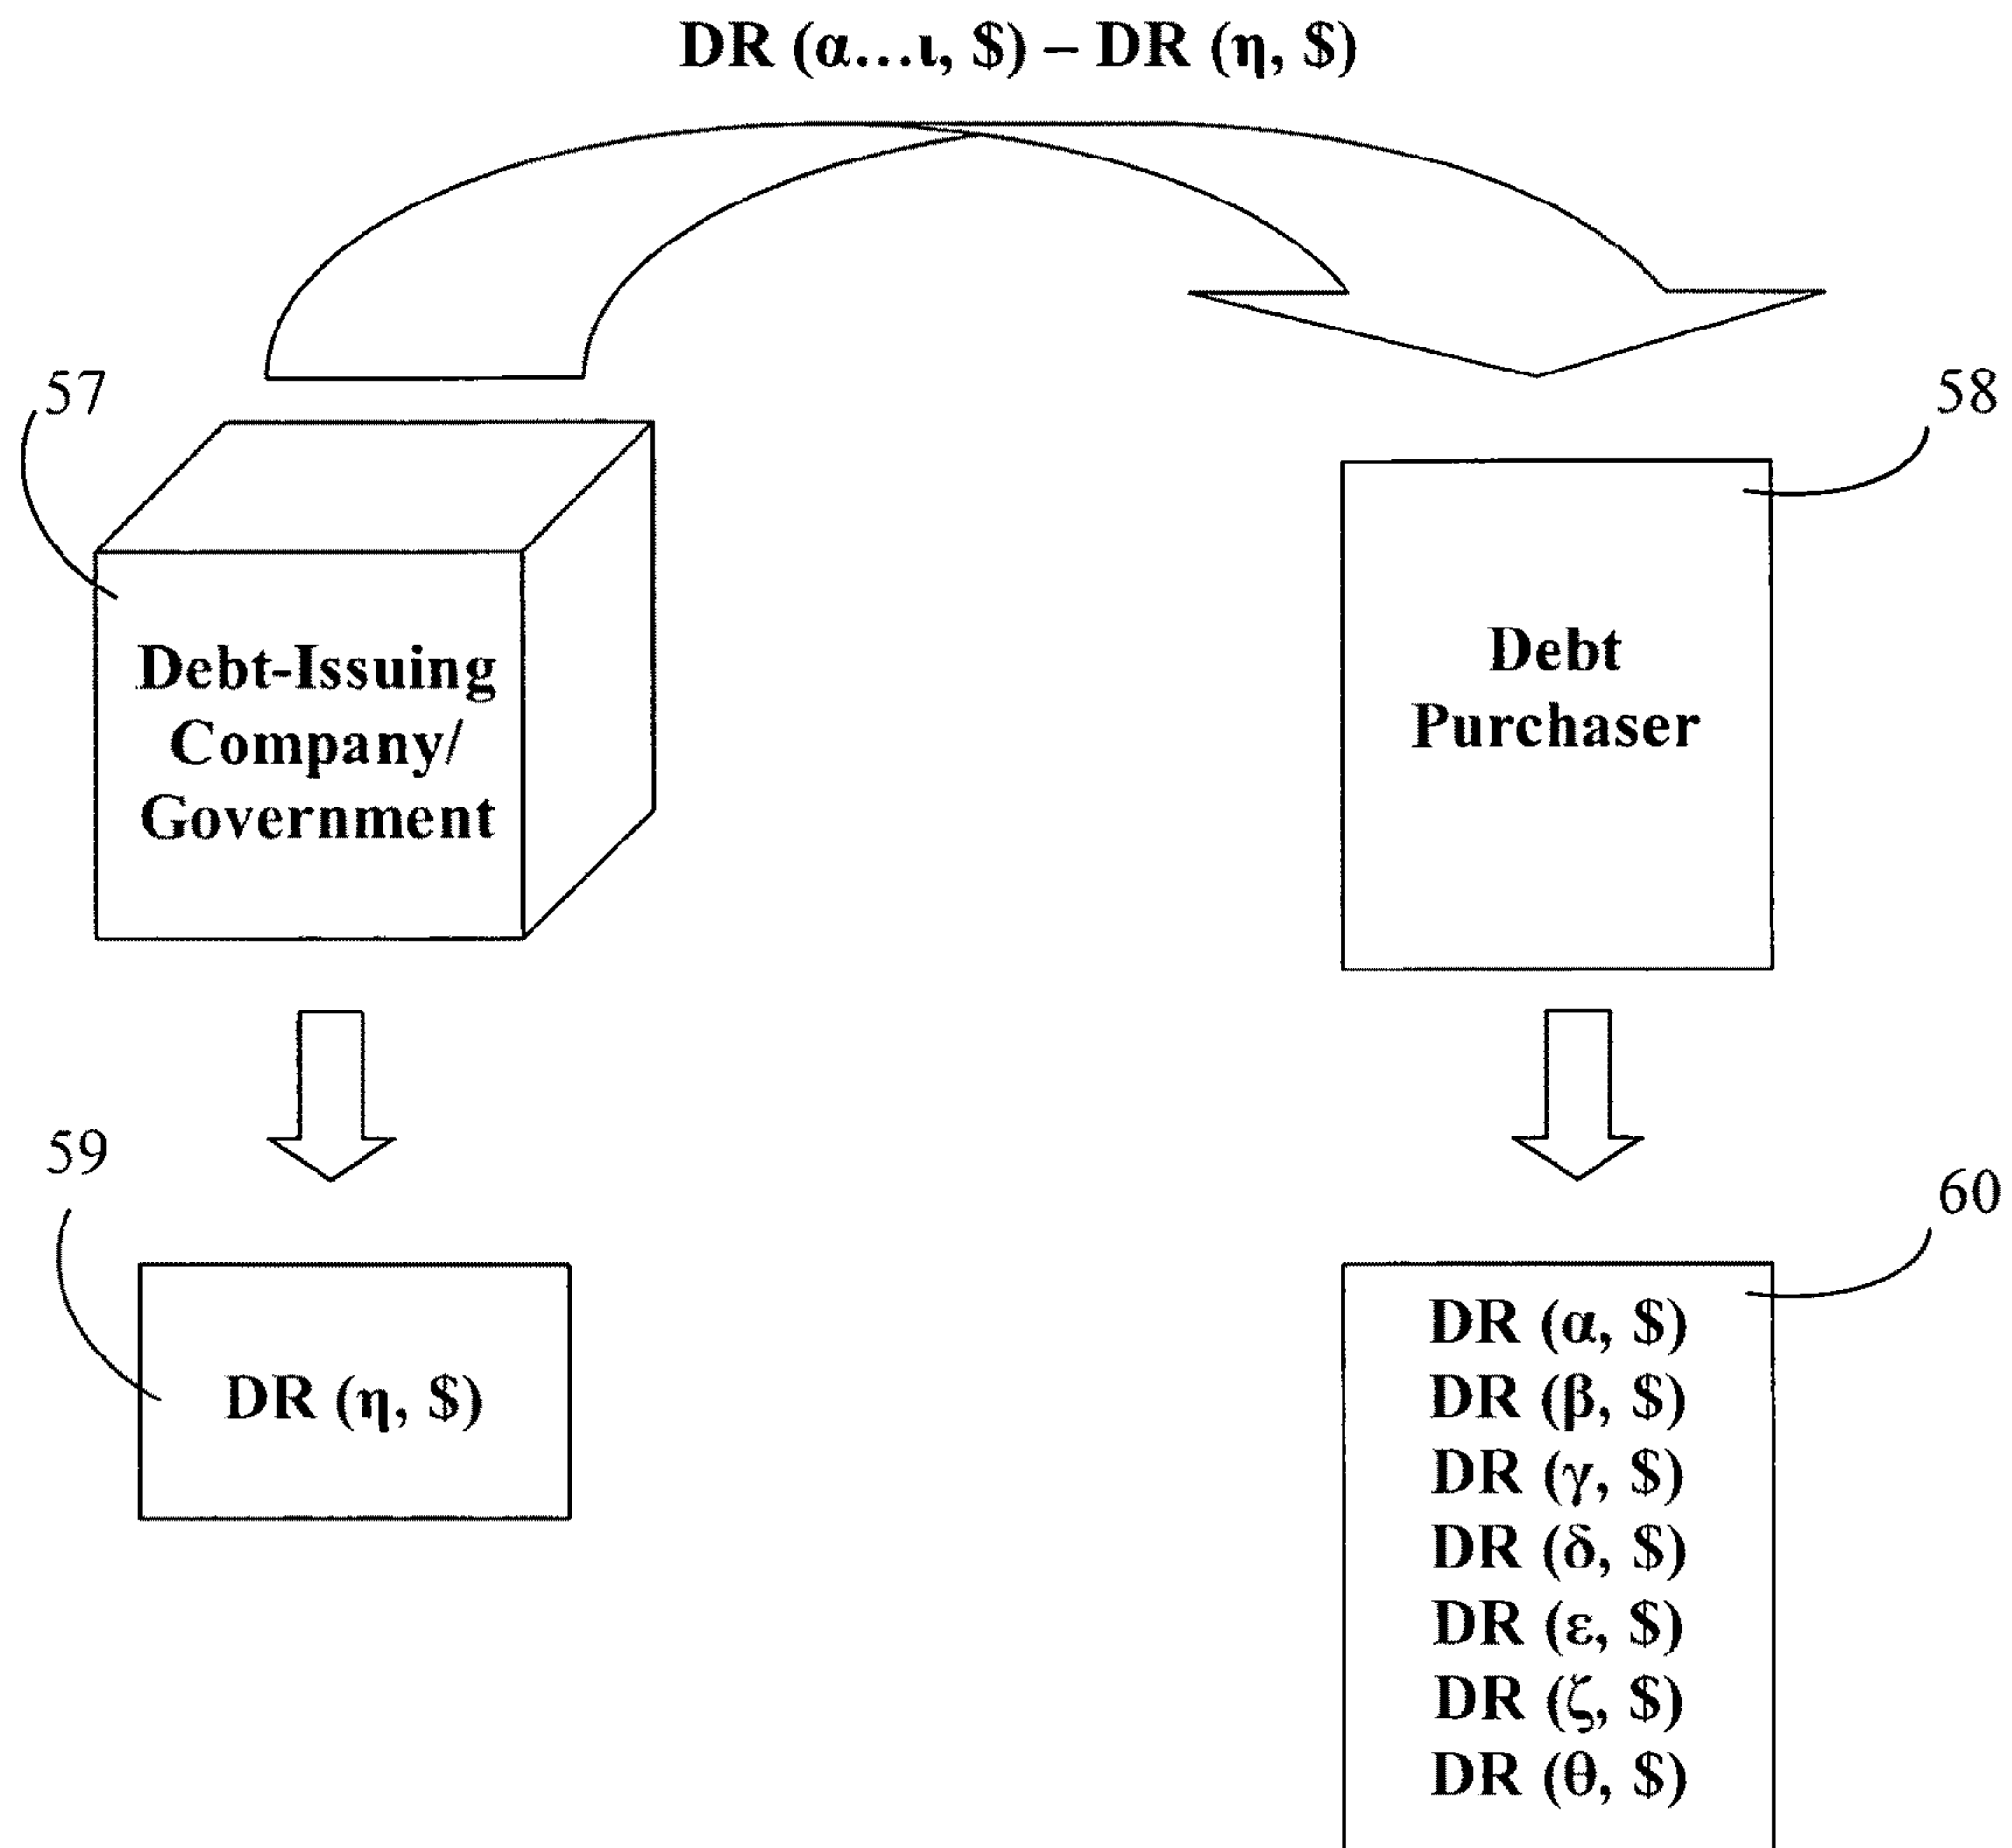 DR (α...ι, $) – DR (η, $)
57
58
Debt-Issuing
Company/
Government
Debt
Purchaser
59
60
DR (η, $)
DR (α, $)
DR (β, $)
DR (γ, $)
DR (δ, $)
DR (ε, $)
DR (ζ, $)
DR (θ, $)